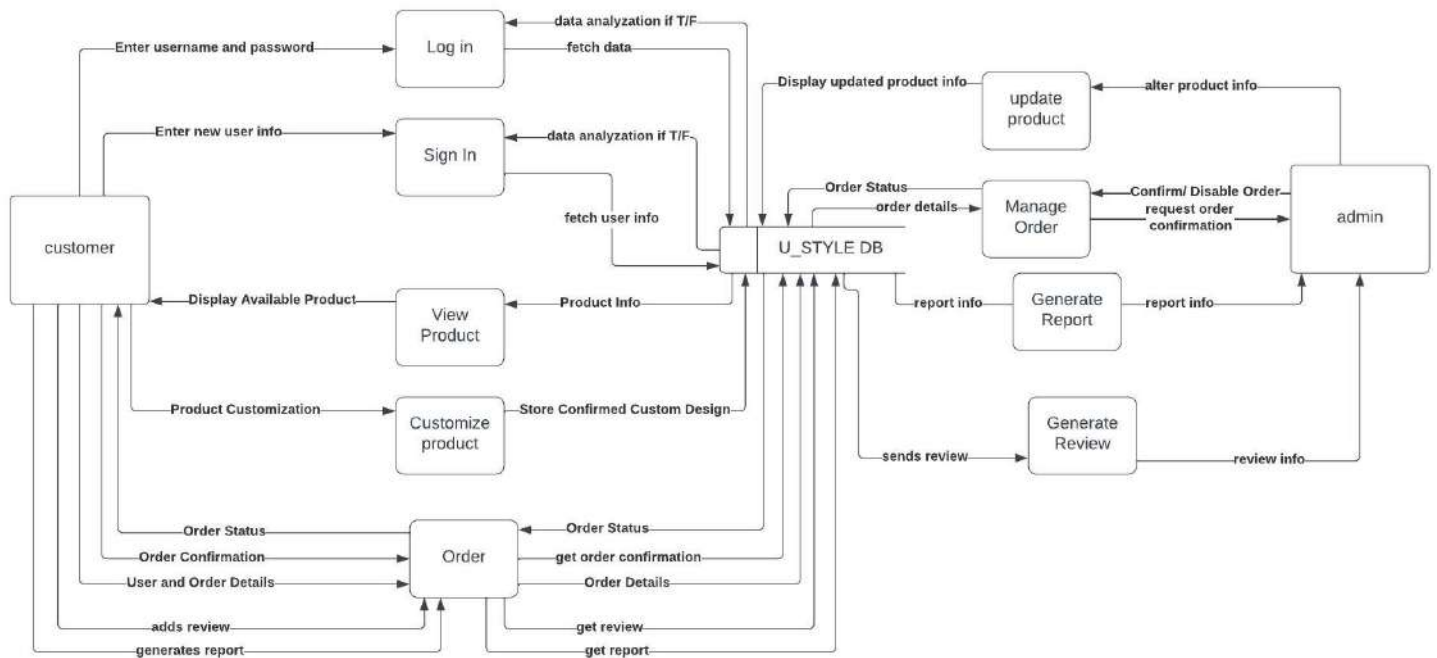 data analyzation if T/F
Enter username and password
Log in
fetch data
Display updated product info
update
product
alter product info
Enter new user info
Sign In
data analyzation if T/F
fetch user info
Order Status
order details
Manage
Order
Confirm/ Disable Order
request order
confirmation
admin
customer
U_STYLE DB
Display Available Product
View
Product
Product Info
report info
Generate
Report
report info
Product Customization
Customize
product
Store Confirmed Custom Design
Generate
Review
sends review
review info
Order Status
Order
Order Status
Order Confirmation
get order confirmation
User and Order Details
Order Details
adds review
get review
generates report
get report